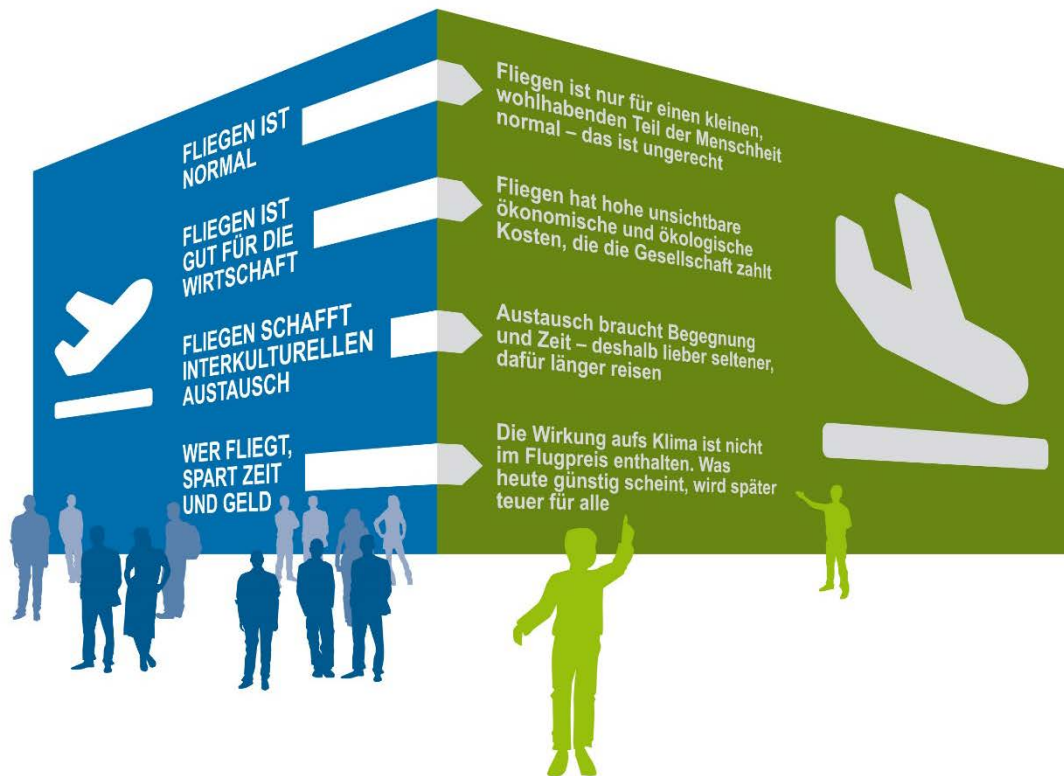 FLIEGEN IST
NORMAL
FLIEGEN IST
GUT FÜR DIE
WIRTSCHAFT
FLIEGEN SCHAFFT
INTERKULTURELLEN
AUSTAUSCH
WER FLIEGT,
SPART ZEIT
UND GELD
Fliegen ist nur für einen kleinen,
wohlhabenden Teil der Menschheit
normal – das ist ungerecht
Fliegen hat hohe unsichtbare
ökonomische und ökologische
Kosten, die die Gesellschaft zahlt
Austausch braucht Begegnung
und Zeit – deshalb lieber seltener,
dafür länger reisen
Die Wirkung aufs Klima ist nicht
im Flugpreis enthalten. Was
heute günstig scheint, wird später
teuer für alle